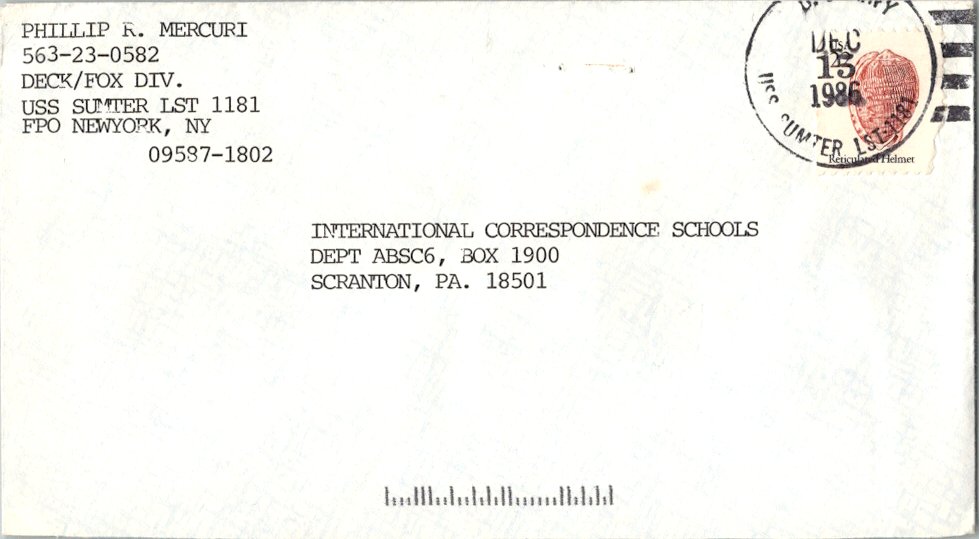 PHILLIP R. MERCURI
563-23-0582
DECK/FOX DIV.
USS SUMTER LST 1181
FPO NEWYORK, NY
09587-1802
DEC
1986
USS SUMTER LST-1181
Reticulated Helmet
INTERNATIONAL CORRESPONDENCE SCHOOLS
DEPT ABSC6, BOX 1900
SCRANTON, PA. 18501